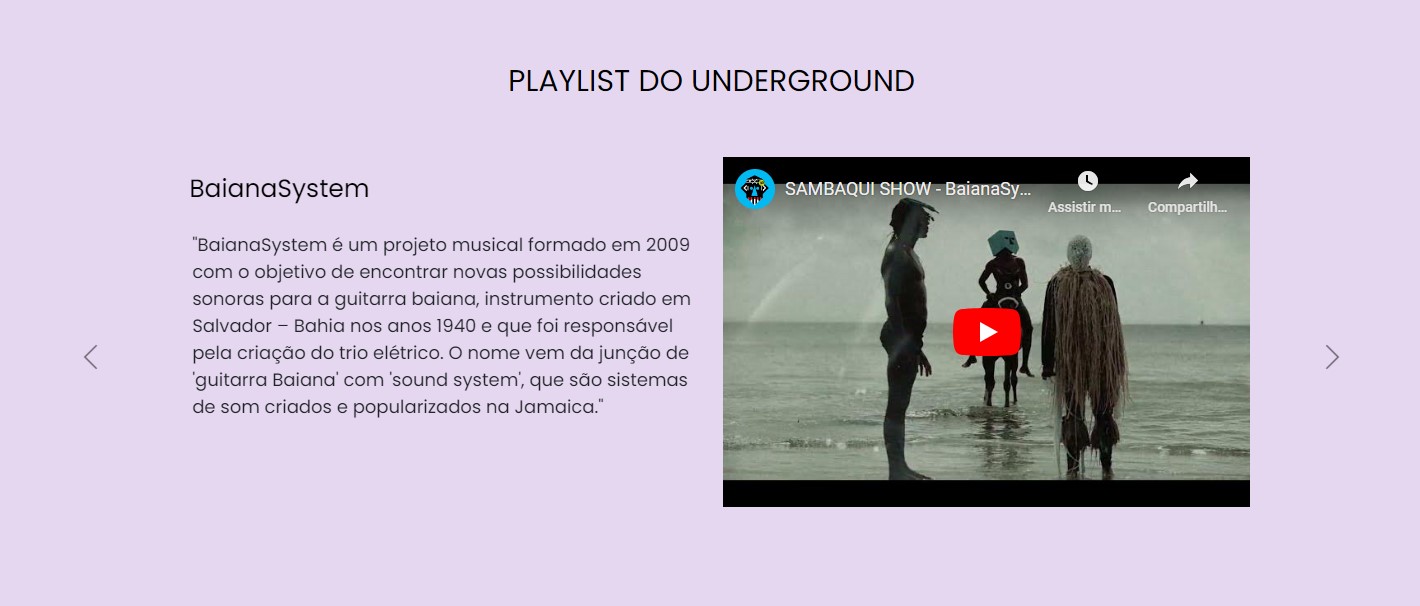 PLAYLIST DO UNDERGROUND
BaianaSystem
"BaianaSystem é um projeto musical formado em 2009
com o objetivo de encontrar novas possibilidades
sonoras para a guitarra baiana, instrumento criado em
Salvador – Bahia nos anos 1940 e que foi responsável
pela criação do trio elétrico. O nome vem da junção de
'guitarra Baiana' com 'sound system', que são sistemas
de som criados e popularizados na Jamaica."
SAMBAQUI SHOW - BaianaSy...
Assistir m...
Compartilh...